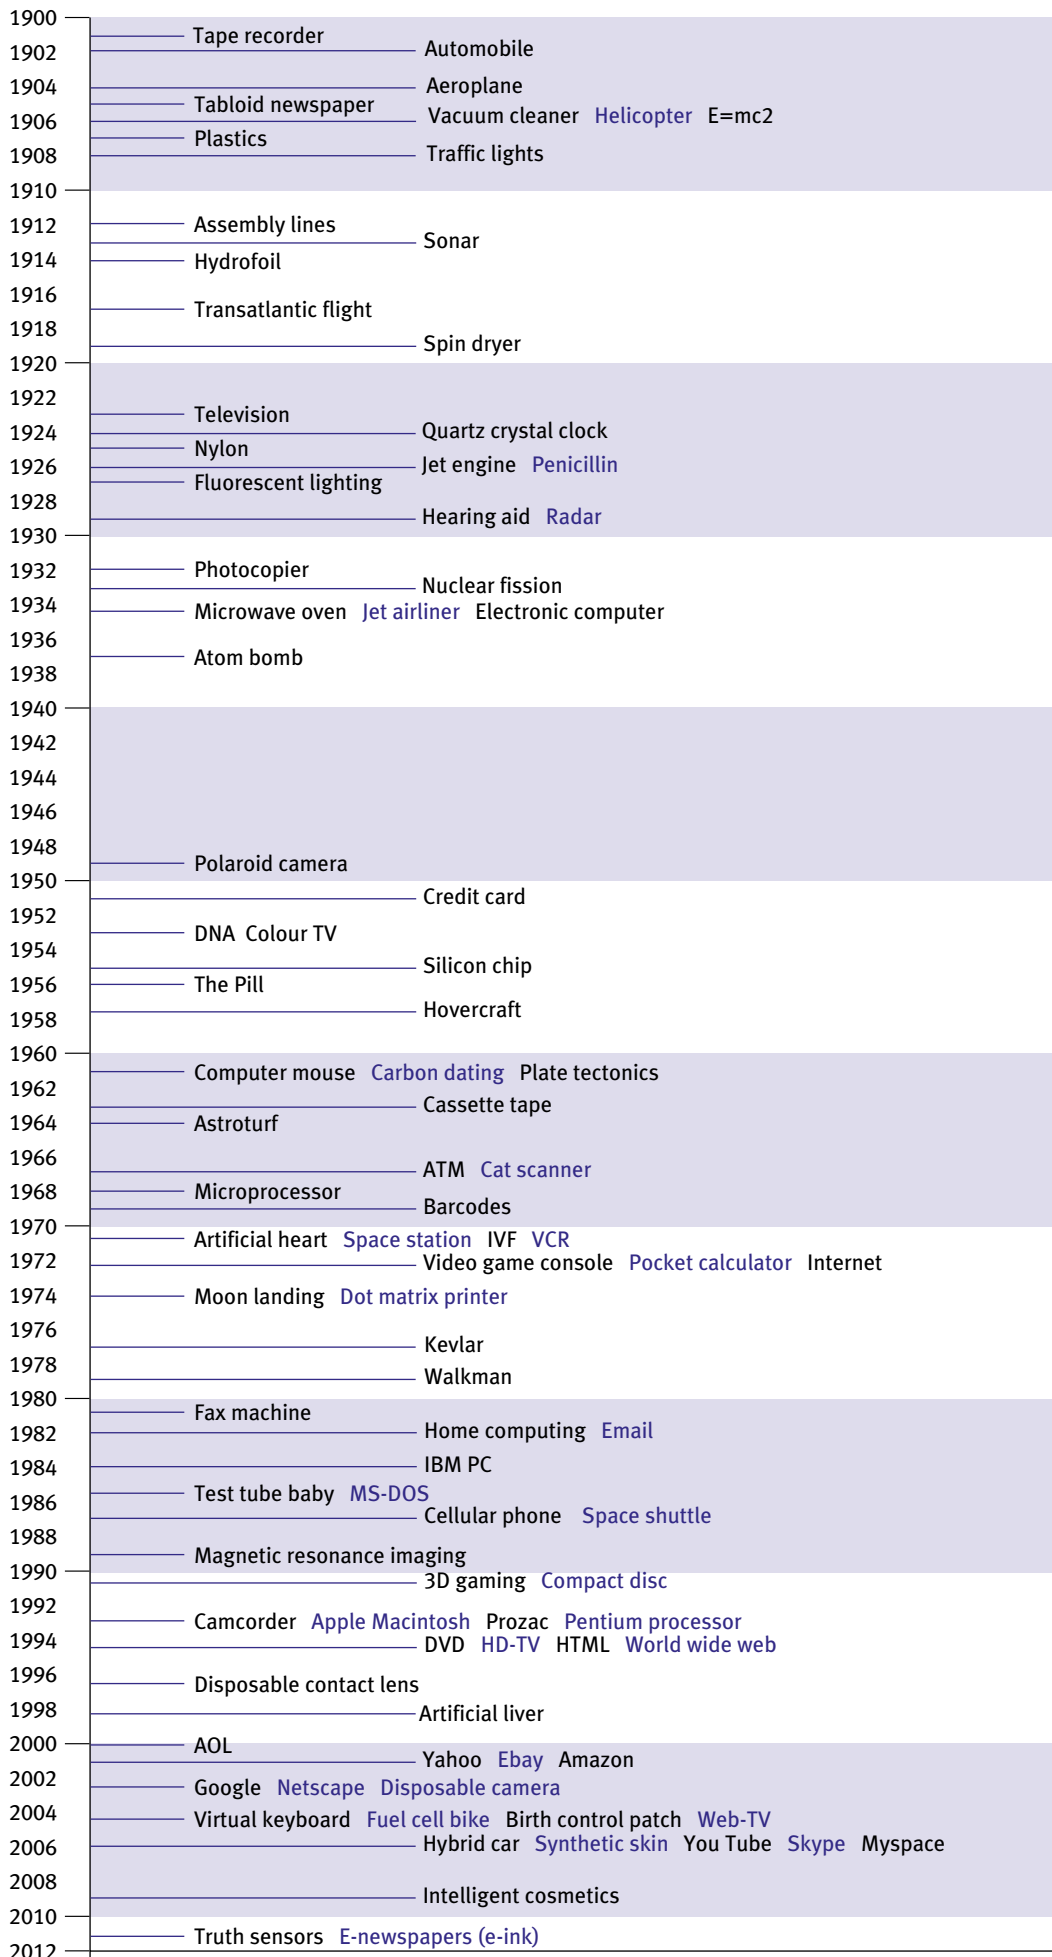 1900
Tape recorder
1902
Automobile
1904
Aeroplane
Tabloid newspaper
1906
Vacuum cleaner Helicopter E=mc2
Plastics
1908
Traffic lights
1910
1912
Assembly lines
Sonar
1914
Hydrofoil
1916
Transatlantic flight
1918
Spin dryer
1920
1922
Television
1924
Quartz crystal clock
Nylon
1926
Jet engine Penicillin
Fluorescent lighting
1928
Hearing aid Radar
1930
1932
Photocopier
Nuclear fission
1934
Microwave oven Jet airliner Electronic computer
1936
Atom bomb
1938
1940
1942
1944
1946
1948
Polaroid camera
1950
Credit card
1952
DNA Colour TV
1954
Silicon chip
1956
The Pill
Hovercraft
1958
1960
Computer mouse Carbon dating Plate tectonics
1962
Cassette tape
1964
Astroturf
1966
ATM Cat scanner
1968
Microprocessor
Barcodes
1970
Artificial heart Space station IVF VCR
1972
Video game console Pocket calculator Internet
1974
Moon landing Dot matrix printer
1976
Kevlar
1978
Walkman
1980
Fax machine
1982
Home computing Email
1984
IBM PC
Test tube baby MS-DOS
1986
Cellular phone Space shuttle
1988
Magnetic resonance imaging
1990
3D gaming Compact disc
1992
Camcorder Apple Macintosh Prozac Pentium processor
1994
DVD HD-TV HTML World wide web
1996
Disposable contact lens
1998
Artificial liver
2000
AOL
Yahoo Ebay Amazon
2002
Google Netscape Disposable camera
2004
Virtual keyboard Fuel cell bike Birth control patch Web-TV
2006
Hybrid car Synthetic skin You Tube Skype Myspace
2008
Intelligent cosmetics
2010
Truth sensors E-newspapers (e-ink)
2012